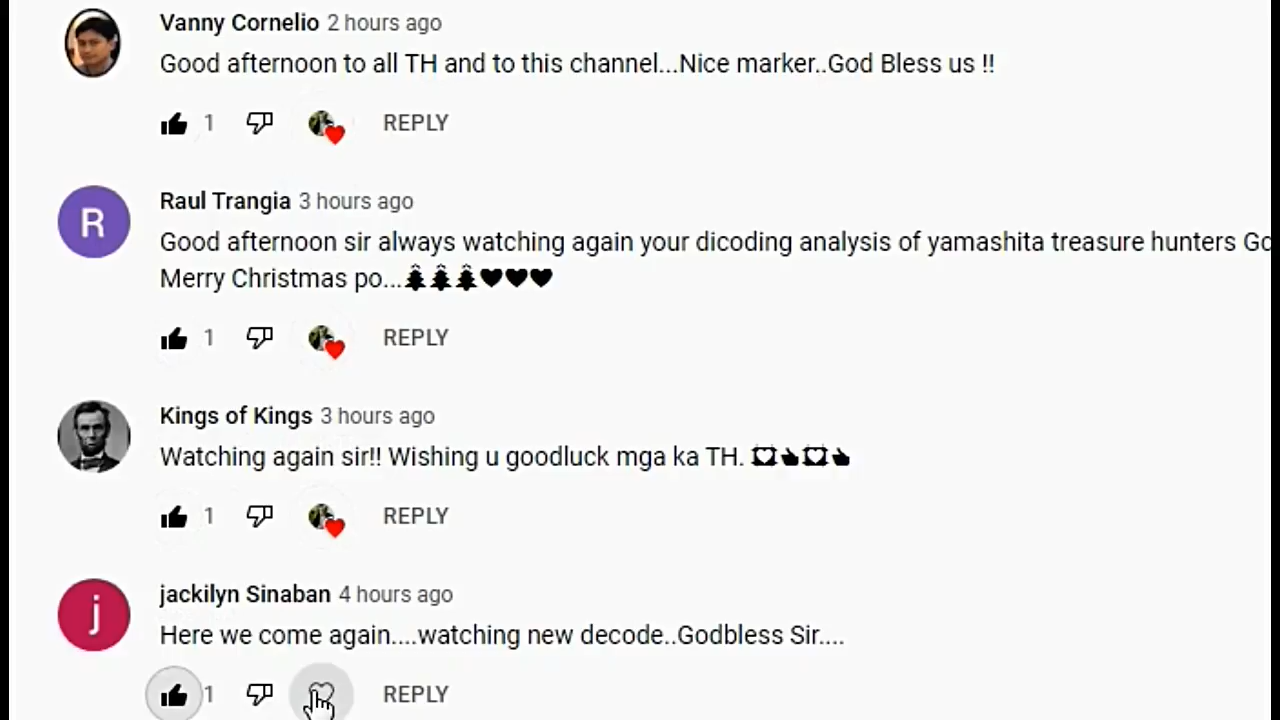 Vanny Cornelio 2 hours ago
Good afternoon to all TH and to this channel...Nice marker..God Bless us !!
1 REPLY
R
Raul Trangia 3 hours ago
Good afternoon sir always watching again your dicoding analysis of yamashita treasure hunters
Merry Christmas po...🎄🎄🎄♥♥♥
1 REPLY
Kings of Kings 3 hours ago
Watching again sir!! Wishing u goodluck mga ka TH.
1 REPLY
j
jackilyn Sinaban 4 hours ago
Here we come again....watching new decode..Godbless Sir....
1 REPLY